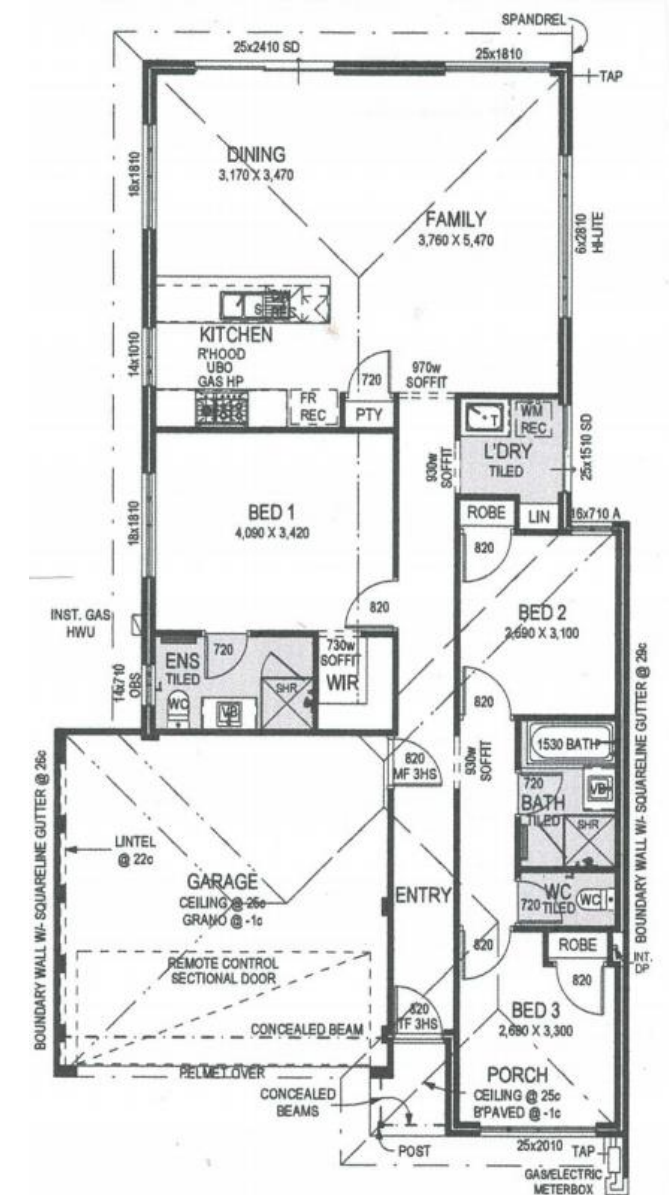 SPANDREL
25x2410 SD
25x1810
TAP
DINING
3,170 X 3,470
18x1810
FAMILY
3,760 X 5,470
6x2810
HI-LITE
KITCHEN
R'HOOD
UBO
GAS HP
14x1010
720
970w
SOFFIT
FR
REC
PTY
T
WM
REC
L'DRY
TILED
930w
SOFFIT
25x1510 SD
BED 1
4,090 X 3,420
18x1810
ROBE
LIN
16x710 A
820
820
BED 2
2,690 X 3,100
INST. GAS
HWU
720
730w
SOFFIT
ENS
TILED
WIR
14x710
OBS
WC
VB
SHR
820
820
MF 3HS
930w
SOFFIT
1530 BATH
720
BATH
TILED
VB
SHR
BOUNDARY WALL W/- SQUARELINE GUTTER @ 29c
BOUNDARY WALL W/- SQUARELINE GUTTER @ 26c
LINTEL
@ 22c
GARAGE
CEILING @ 25c
GRANO @ -1c
ENTRY
WC
TILED
WC
720
REMOTE CONTROL
SECTIONAL DOOR
820
ROBE
INT.
DP
820
CONCEALED BEAM
820
TF 3HS
BED 3
2,680 X 3,300
PELMET OVER
PORCH
CEILING @ 25c
B'PAVED @ -1c
CONCEALED
BEAMS
POST
25x2010
TAP
GAS/ELECTRIC
METERBOX